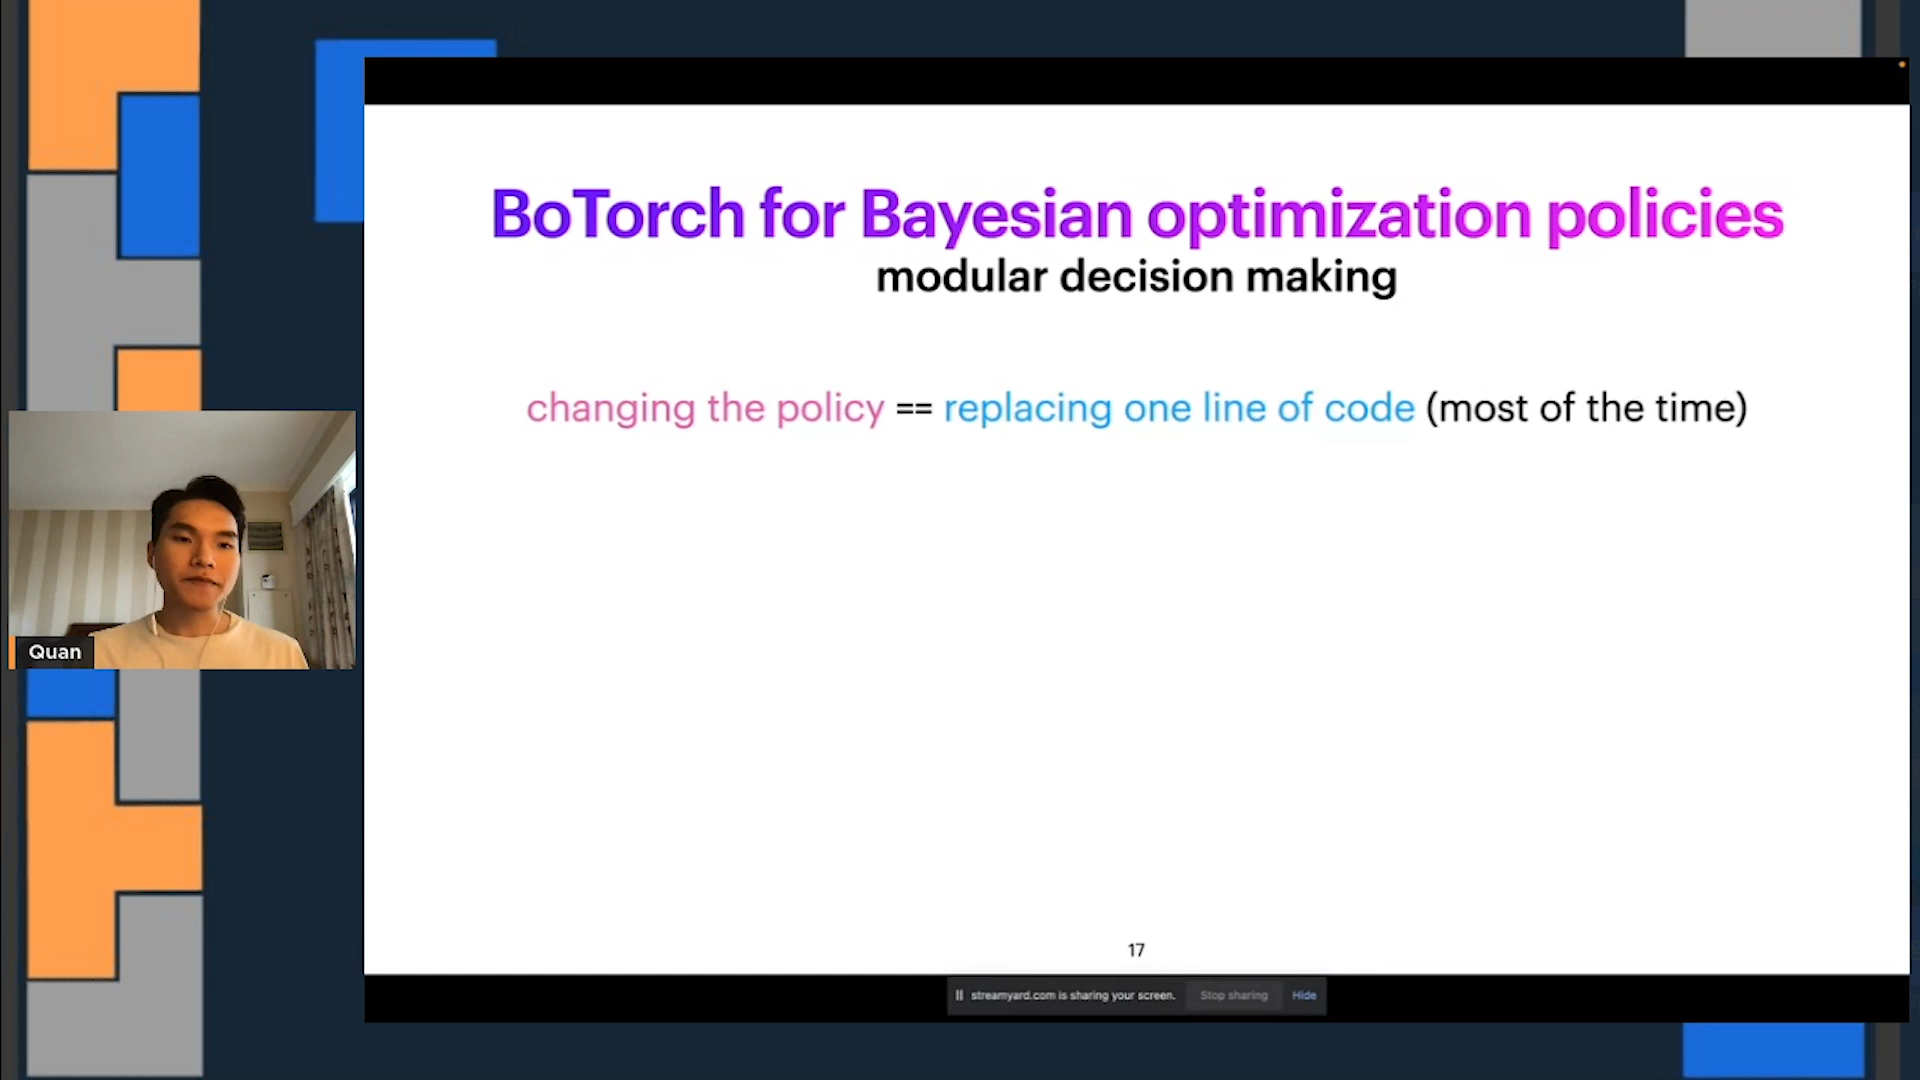 BoTorch for Bayesian optimization policies
modular decision making
changing the policy == replacing one line of code (most of the time)
Quan
17
streamyard.com is sharing your screen. Stop sharing Hide